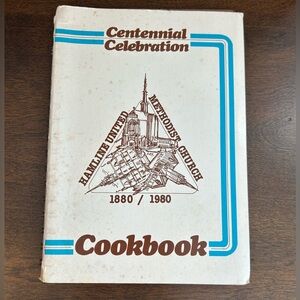 Centennial
Celebration
HAMLINE UNITED
METHODIST CHURCH
1880 / 1980
Cookbook